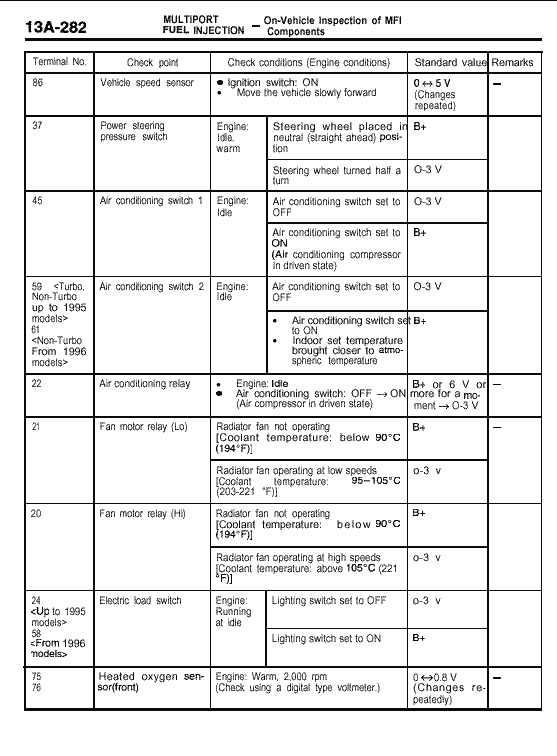 13A-282
MULTIPORT
FUEL INJECTION
– On-Vehicle Inspection of MFI
Components
Terminal No. Check point Check conditions (Engine conditions) Standard value Remarks
86 Vehicle speed sensor ● Ignition switch: ON 0 ↔ 5 V –
• Move the vehicle slowly forward (Changes
repeated)
37 Power steering Engine: Steering wheel placed in B+
pressure switch Idle, neutral (straight ahead) posi-
warm tion
Steering wheel turned half a O-3 V
turn
45 Air conditioning switch 1 Engine: Air conditioning switch set to O-3 V
Idle OFF
Air conditioning switch set to B+
ON
(Air conditioning compressor
in driven state)
59 <Turbo, Air conditioning switch 2 Engine: Air conditioning switch set to O-3 V
Non-Turbo Idle OFF
up to 1995
models>
61
<Non-Turbo
From 1996
models>
• Air conditioning switch set B+
to ON
• Indoor set temperature
brought closer to atmo-
spheric temperature
22 Air conditioning relay • Engine: Idle B+ or 6 V or –
● Air conditioning switch: OFF → ON more for a mo-
(Air compressor in driven state) ment → O-3 V
21 Fan motor relay (Lo) Radiator fan not operating B+ –
[Coolant temperature: below 90°C
(194°F)]
Radiator fan operating at low speeds o-3 v
[Coolant temperature: 95–105°C
(203-221 °F)]
20 Fan motor relay (Hi) Radiator fan not operating B+
[Coolant temperature: below 90°C
(194°F)]
Radiator fan operating at high speeds o-3 v
[Coolant temperature: above 105°C (221
°F)]
24 Electric load switch Engine: Lighting switch set to OFF o-3 v
<Up to 1995 Running
models> at idle
58
<From 1996 Lighting switch set to ON B+
models>
75 Heated oxygen sen- Engine: Warm, 2,000 rpm 0 ↔0.8 V –
76 sor(front) (Check using a digital type voltmeter.) (Changes re-
peatedly)